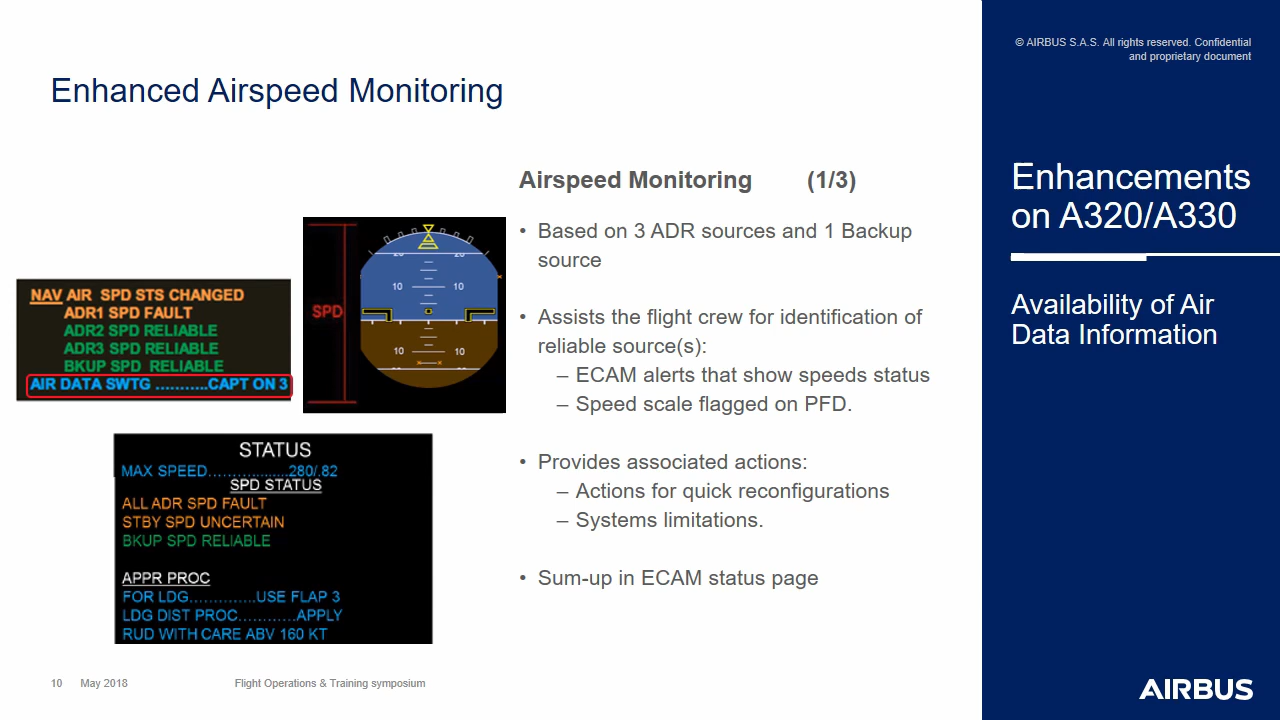 © AIRBUS S.A.S. All rights reserved. Confidential
and proprietary document
Enhanced Airspeed Monitoring
Enhancements
on A320/A330
Availability of Air
Data Information
Airspeed Monitoring (1/3)
• Based on 3 ADR sources and 1 Backup
source
• Assists the flight crew for identification of
reliable source(s):
– ECAM alerts that show speeds status
– Speed scale flagged on PFD.
• Provides associated actions:
– Actions for quick reconfigurations
– Systems limitations.
• Sum-up in ECAM status page
NAV AIR SPD STS CHANGED
ADR1 SPD FAULT
ADR2 SPD RELIABLE
ADR3 SPD RELIABLE
BKUP SPD RELIABLE
AIR DATA SWTG ...........CAPT ON 3
SPD
20 20
10 10
10 10
STATUS
MAX SPEED.................280/.82
SPD STATUS
ALL ADR SPD FAULT
STBY SPD UNCERTAIN
BKUP SPD RELIABLE
APPR PROC
FOR LDG..............USE FLAP 3
LDG DIST PROC............APPLY
RUD WITH CARE ABV 160 KT
10 May 2018 Flight Operations & Training symposium
AIRBUS